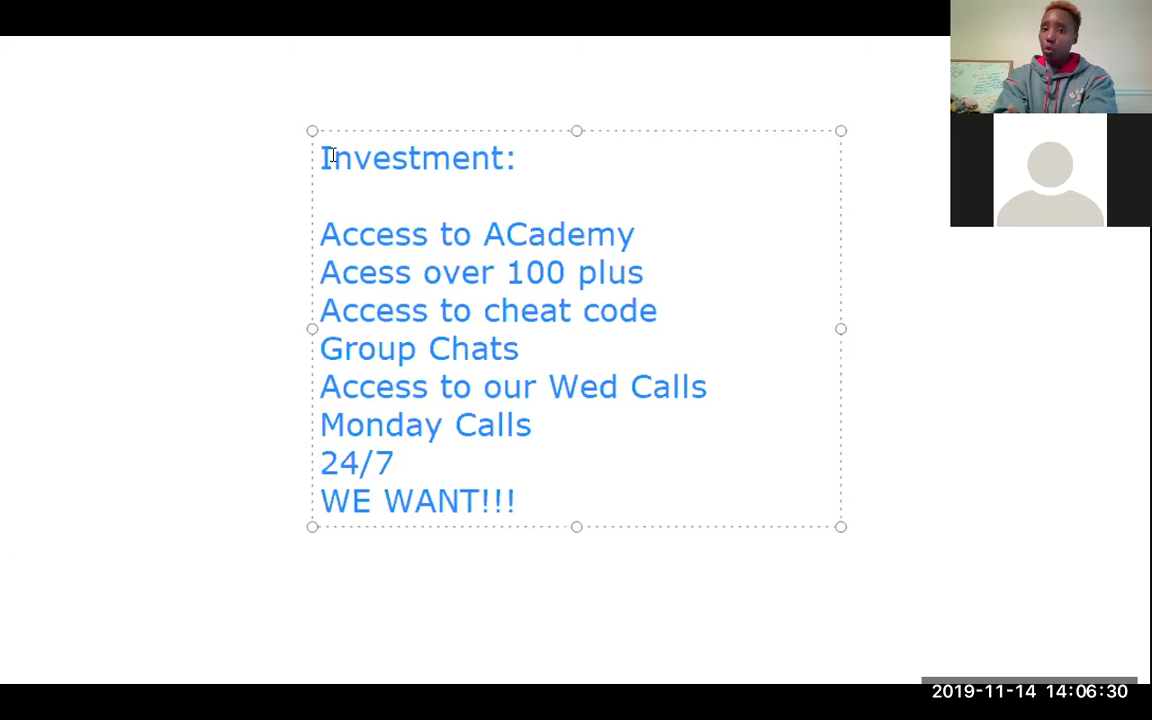 Investment:
Access to ACademy
Acess over 100 plus
Access to cheat code
Group Chats
Access to our Wed Calls
Monday Calls
24/7
WE WANT!!!
2019-11-14 14:06:30